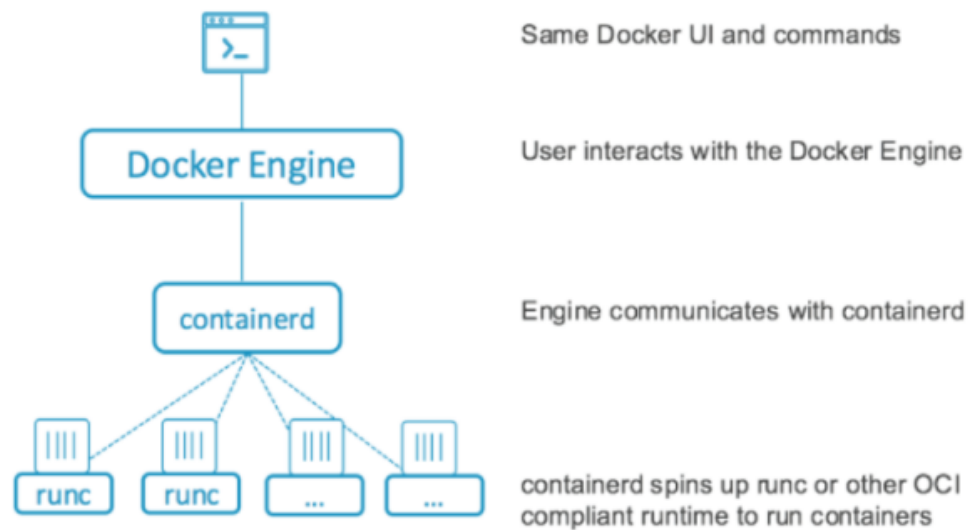 >_
Same Docker UI and commands
Docker Engine
User interacts with the Docker Engine
containerd
Engine communicates with containerd
runc
runc
...
...
containerd spins up runc or other OCI
compliant runtime to run containers